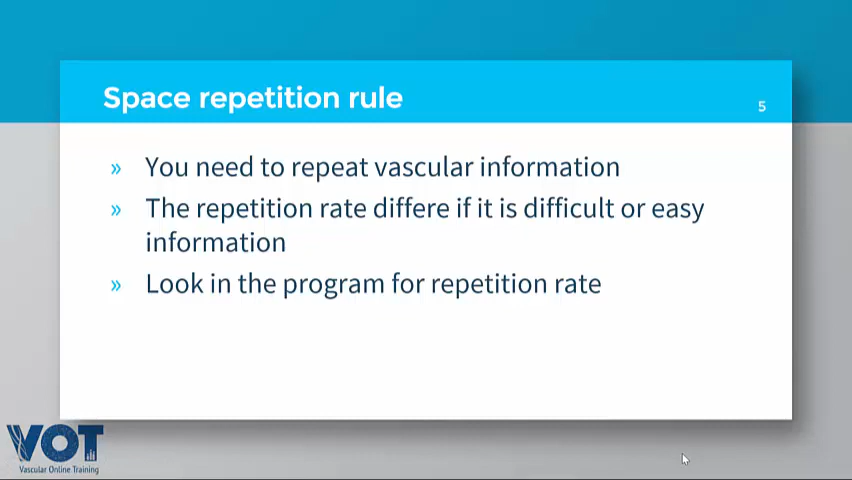 Space repetition rule
5
» You need to repeat vascular information
» The repetition rate differe if it is difficult or easy
information
» Look in the program for repetition rate
VOT
Vascular Online Training